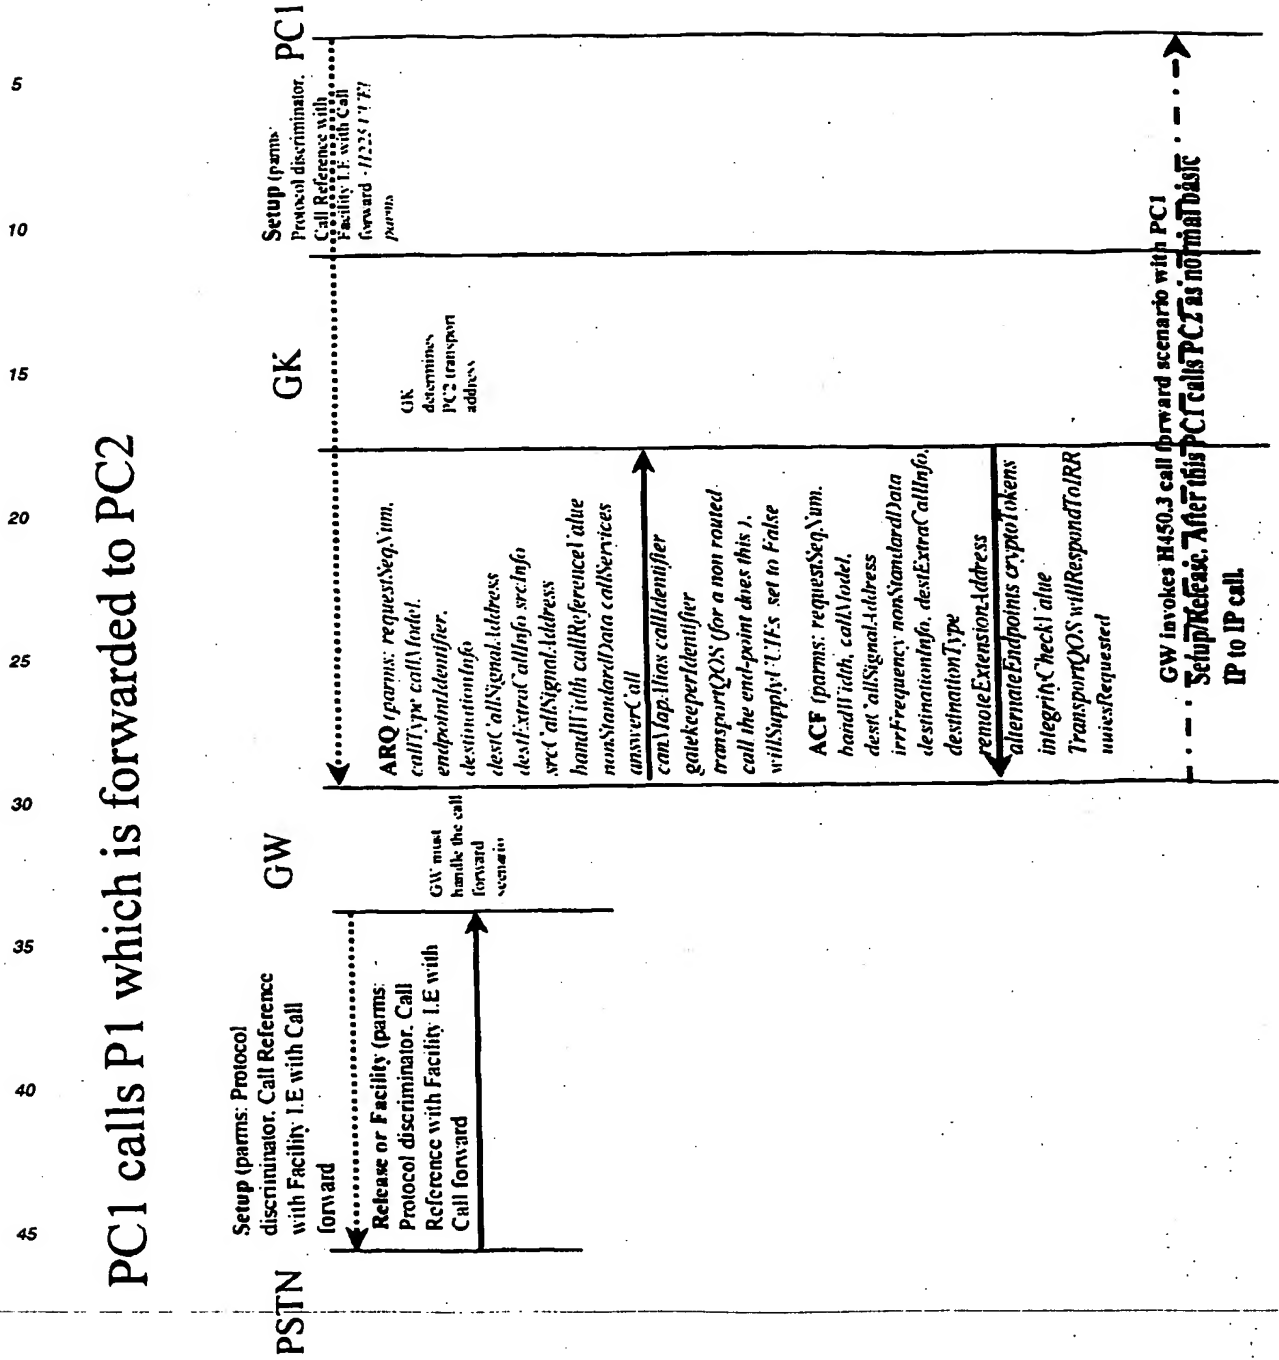 PC1 calls P1 which is forwarded to PC2
PSTN
GW
GK
PC1
Setup (parms: Protocol
discriminator. Call Reference
with Facility I.E with Call
forward
Release or Facility (parms:
Protocol discriminator. Call
Reference with Facility I.E with
Call forward
GW must
handle the call
forward
scenario
Setup (parms:
Protocol discriminator.
Call Reference with
Facility I.E with Call
forward - H225 UUEI
parms
ARQ (parms: requestSeqNum.
callType callModel.
endpointIdentifier.
destinationInfo
destCallSignalAddress
destExtraCallInfo srcInfo
srcCallSignalAddress
bandWidth callReferenceValue
nonStandardData callServices
answerCall
canMapAlias callIdentifier
gatekeeperIdentifier
transportQOS (for a non routed
call the end-point does this ).
willSupplyUUIEs set to False
GK
determines
PC2 transport
address
ACF (parms: requestSeqNum.
bandWidth, callModel.
destCallSignalAddress
irrFrequency nonStandardData
destinationInfo, destExtraCallInfo,
destinationType
remoteExtensionAddress
alternateEndpoints cryptoTokens
integrityCheckValue
TransportQOS willRespondToIRR
uuiesRequested
GW invokes H450.3 call forward scenario with PC1
Setup/Release. After this PC1 calls PC2 as normal basic
IP to IP call.
5
10
15
20
25
30
35
40
45